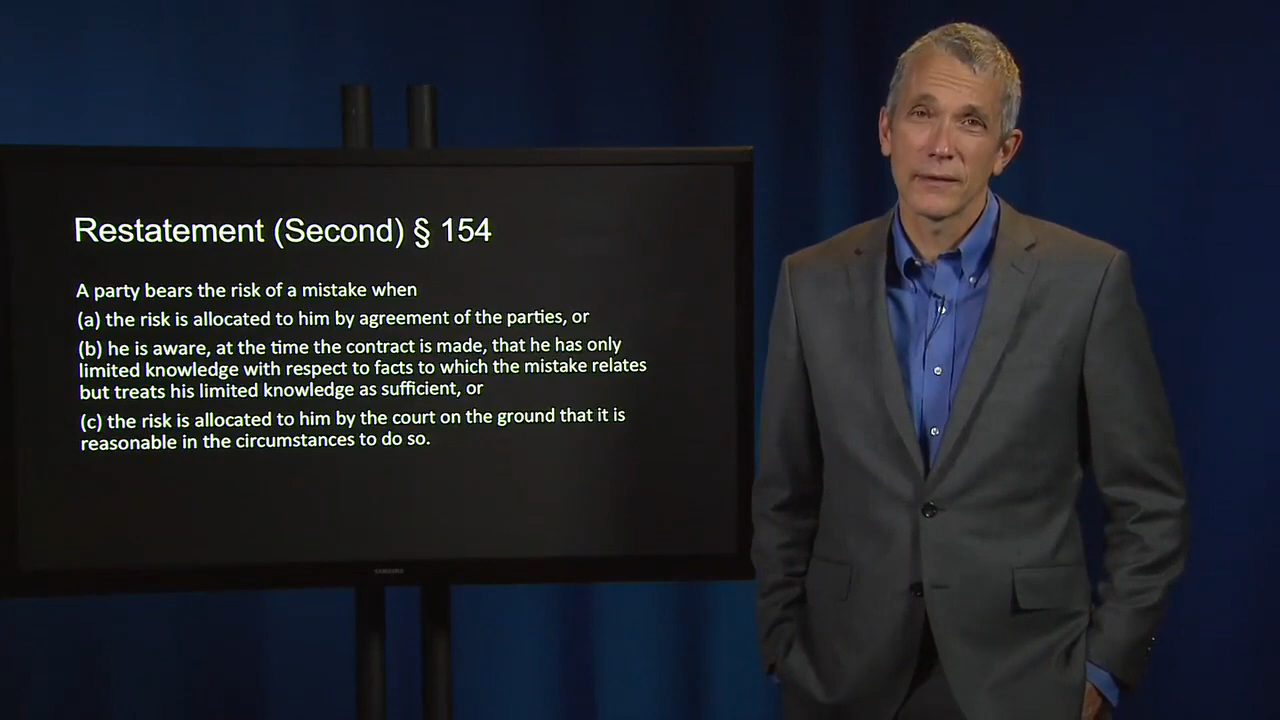 Restatement (Second) § 154
A party bears the risk of a mistake when
(a) the risk is allocated to him by agreement of the parties, or
(b) he is aware, at the time the contract is made, that he has only
limited knowledge with respect to facts to which the mistake relates
but treats his limited knowledge as sufficient, or
(c) the risk is allocated to him by the court on the ground that it is
reasonable in the circumstances to do so.
SAMSUNG